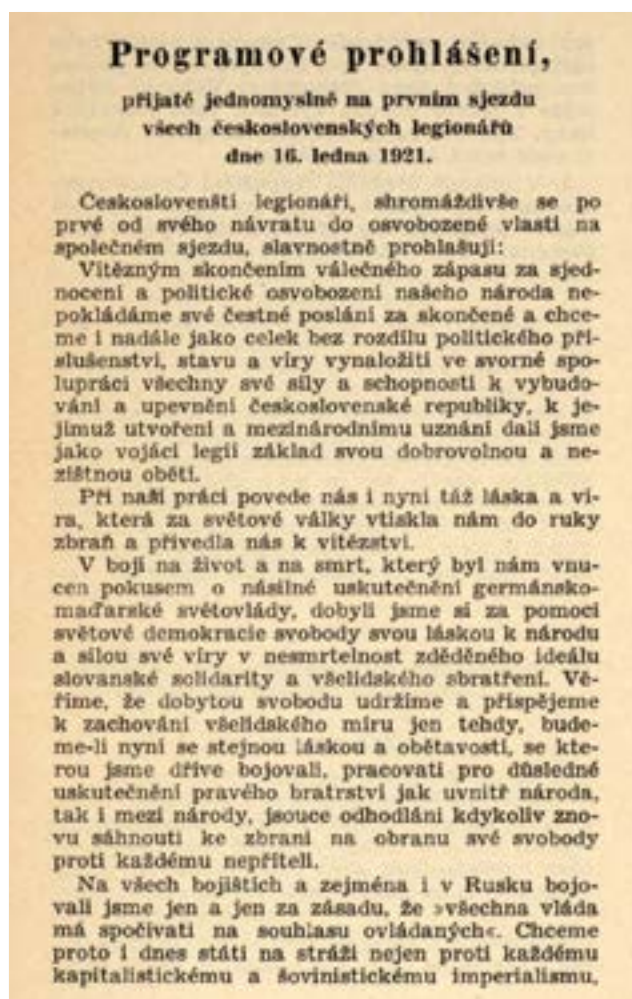 Programové prohlášení,
přijaté jednomyslně na prvním sjezdu
všech československých legionářů
dne 16. ledna 1921.
Českoslovenští legionáři, shromáždivše se po
prvé od svého návratu do osvobozené vlasti na
společném sjezdu, slavnostně prohlašují:
Vítězným skončením válečného zápasu za sjed-
nocení a politické osvobození našeho národa ne-
pokládáme své čestné poslání za skončené a chce-
me i nadále jako celek bez rozdílu politického pří-
slušenství, stavu a víry vynaložiti ve svorné spo-
lupráci všechny své síly a schopnosti k vybudo-
vání a upevnění československé republiky, k je-
jímuž utvoření a mezinárodnímu uznání dali jsme
jako vojáci legií základ svou dobrovolnou a ne-
zištnou obětí.
Při naší práci povede nás i nyní táž láska a ví-
ra, která za světové války vtiskla nám do ruky
zbraň a přivedla nás k vítězství.
V boji na život a na smrt, který byl nám vnu-
cen pokusem o násilné uskutečnění germánsko-
maďarské světovlády, dobyli jsme si za pomoci
světové demokracie svobody svou láskou k národu
a silou své víry v nesmrtelnost zděděného ideálu
slovanské solidarity a všelidského sbratření. Vě-
říme, že dobytou svobodu udržíme a přispějeme
k zachování všelidského míru jen tehdy, bude-
me-li nyní se stejnou láskou a obětavostí, se kte-
rou jsme dříve bojovali, pracovati pro důsledné
uskutečnění pravého bratrství jak uvnitř národa,
tak i mezi národy, jsouce odhodláni kdykoliv zno-
vu sáhnouti ke zbrani na obranu své svobody
proti každému nepříteli.
Na všech bojištích a zejména i v Rusku bojo-
vali jsme jen a jen za zásadu, že »všechna vláda
má spočívati na souhlasu ovládaných«. Chceme
proto i dnes státi na stráži nejen proti každému
kapitalistickému a šovinistickému imperialismu,